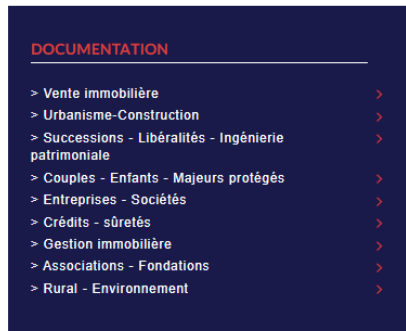 DOCUMENTATION
> Vente immobilière
> Urbanisme-Construction
> Successions - Libéralités - Ingénierie
patrimoniale
> Couples - Enfants - Majeurs protégés
> Entreprises - Sociétés
> Crédits - sûretés
> Gestion immobilière
> Associations - Fondations
> Rural - Environnement